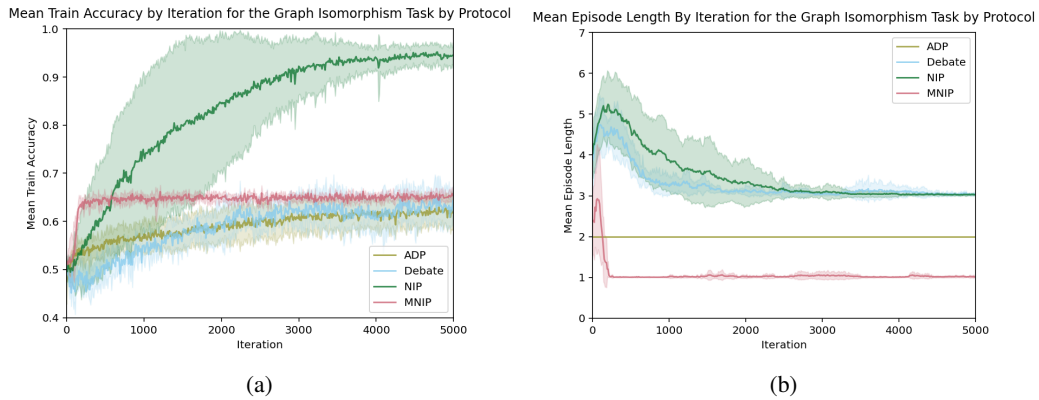 Mean Train Accuracy by Iteration for the Graph Isomorphism Task by Protocol
1.0
0.9
0.8
0.7
0.6
0.5
0.4
Mean Train Accuracy
0
1000
2000
3000
4000
5000
Iteration
ADP
Debate
NIP
MNIP
(a)
Mean Episode Length By Iteration for the Graph Isomorphism Task by Protocol
7
6
5
4
3
2
1
0
Mean Episode Length
0
1000
2000
3000
4000
5000
Iteration
ADP
Debate
NIP
MNIP
(b)